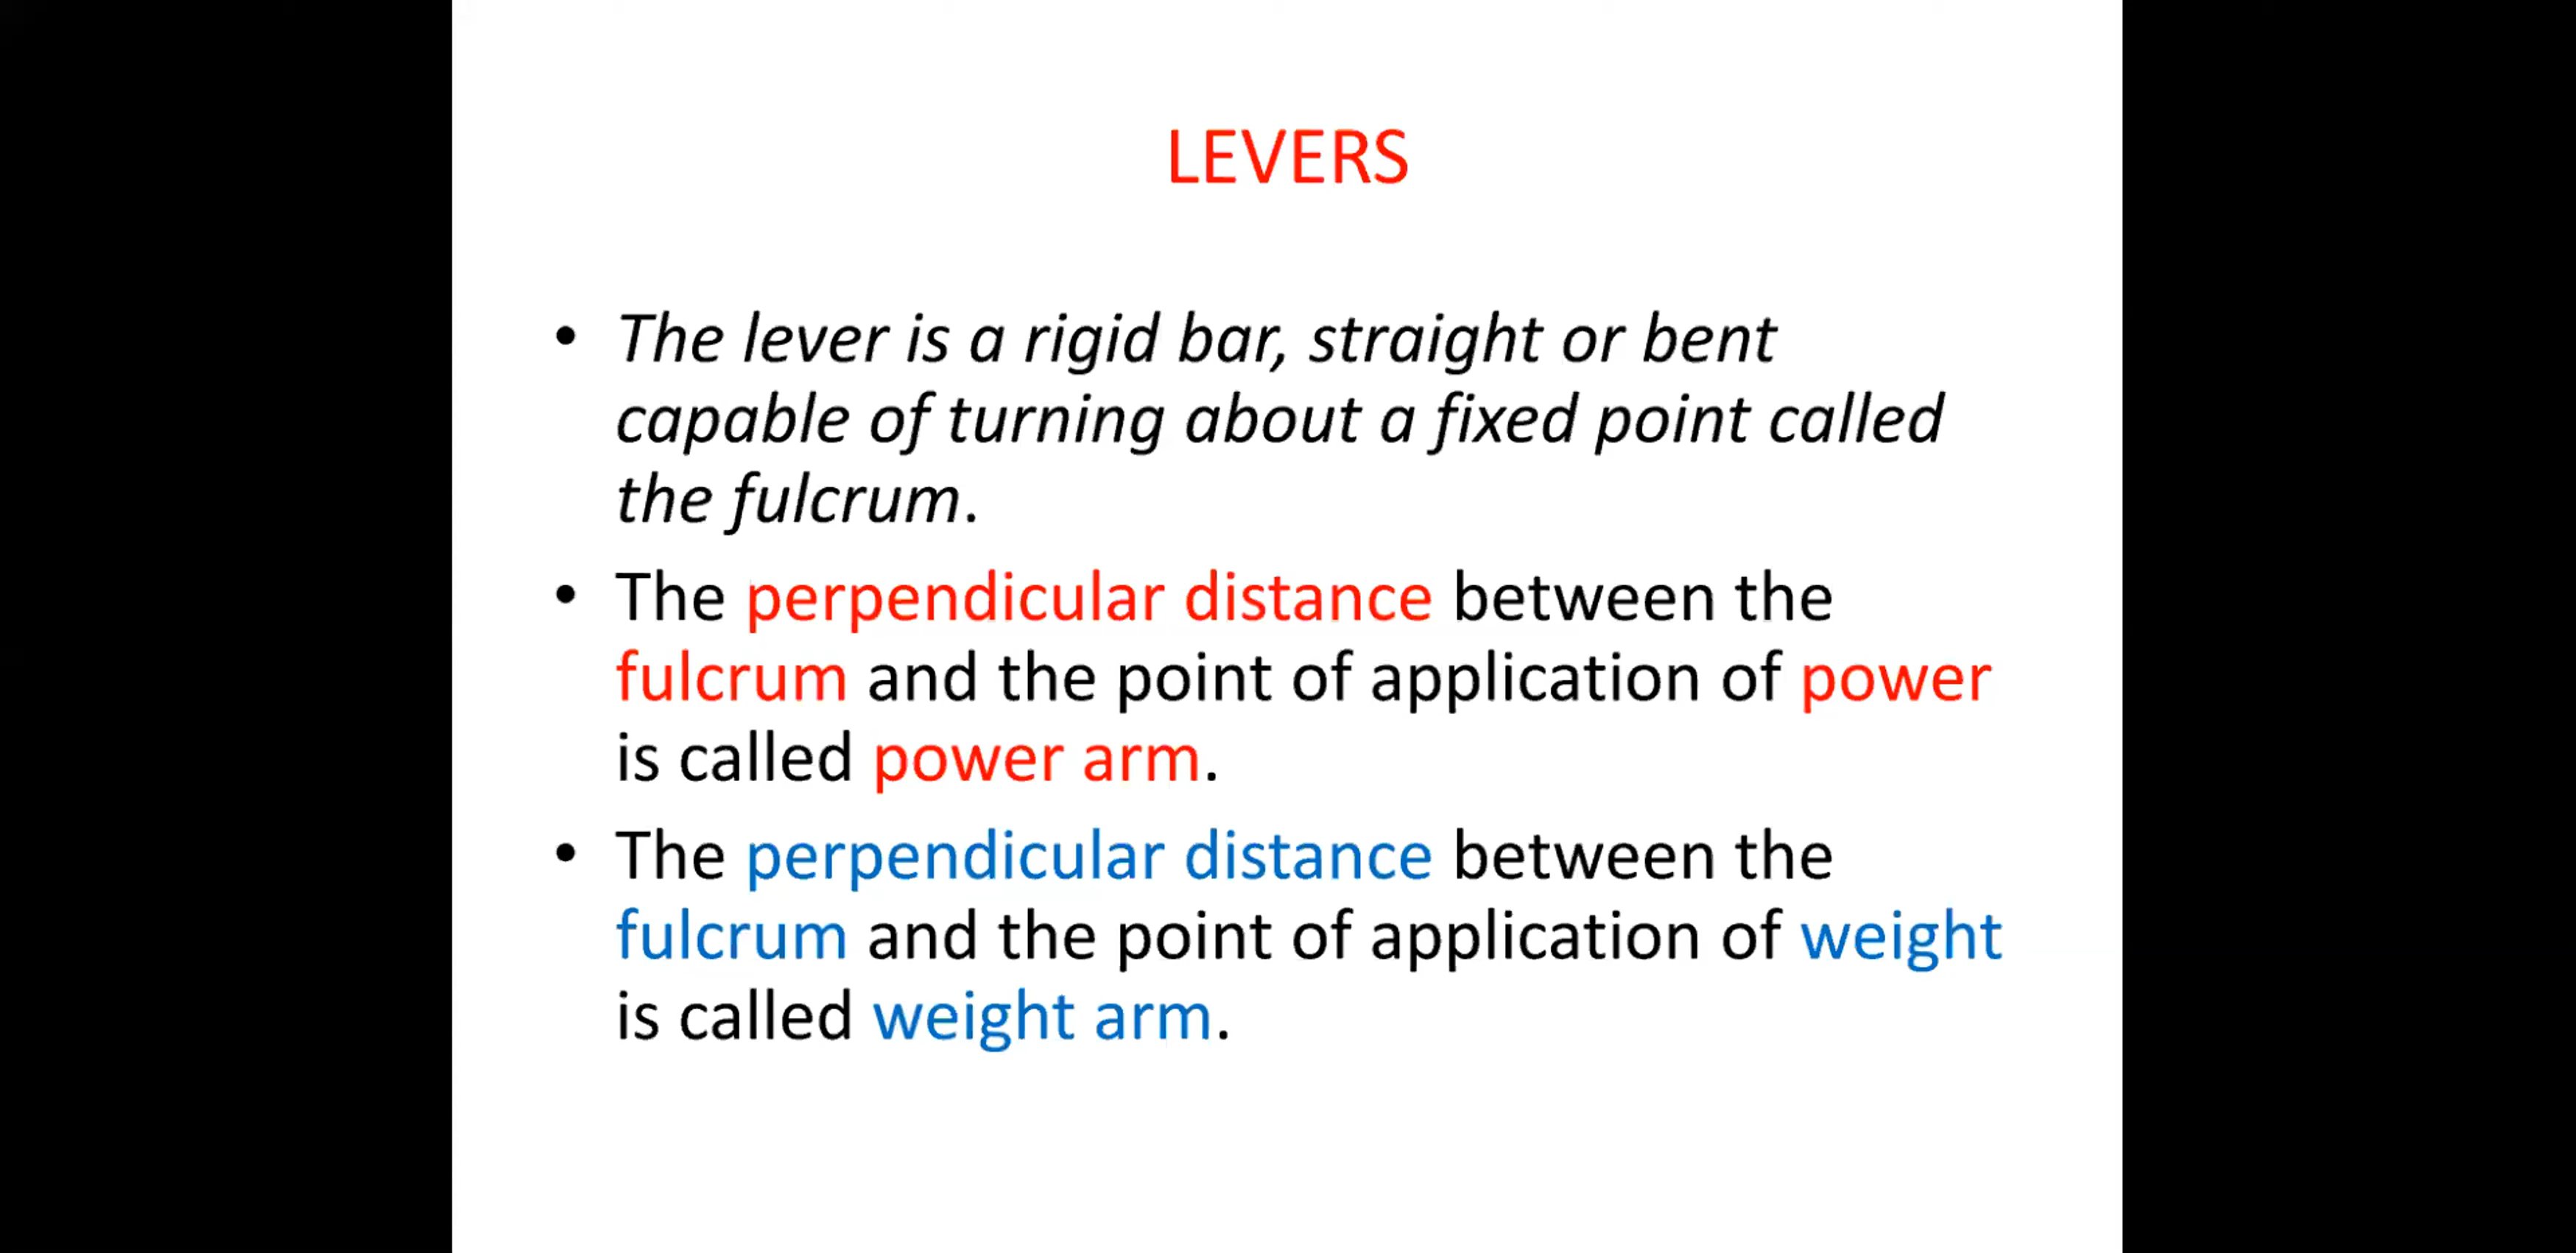 LEVERS
• The lever is a rigid bar, straight or bent
capable of turning about a fixed point called
the fulcrum.
• The perpendicular distance between the
fulcrum and the point of application of power
is called power arm.
• The perpendicular distance between the
fulcrum and the point of application of weight
is called weight arm.